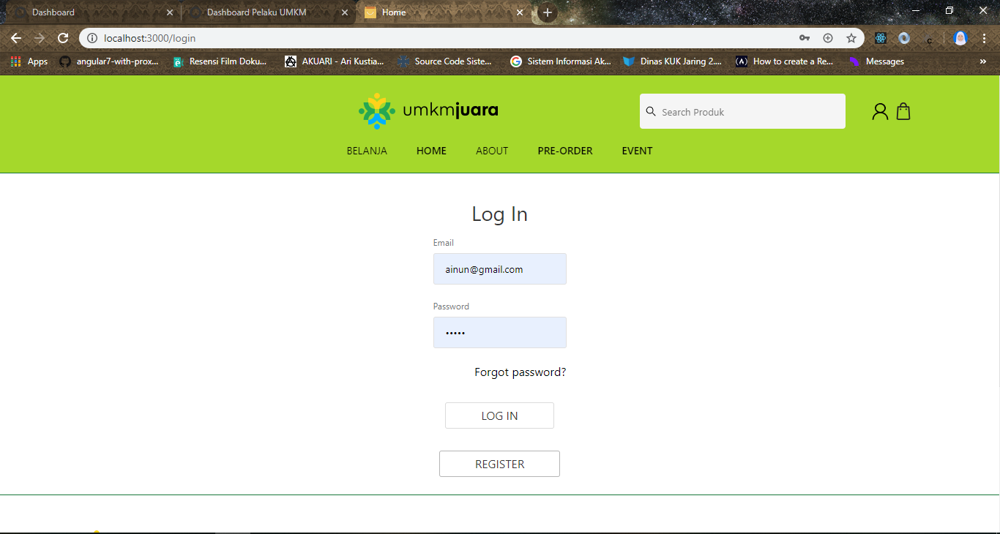 Dashboard
Dashboard Pelaku UMKM
Home
localhost:3000/login
Apps
angular7-with-prox...
Resensi Film Doku...
AKUARI - Ari Kustia...
Source Code Siste...
Sistem Informasi Ak...
Dinas KUK Jaring 2....
How to create a Re...
Messages
umkmjuara
Search Produk
BELANJA HOME ABOUT PRE-ORDER EVENT
Log In
Email
ainun@gmail.com
Password
•••••
Forgot password?
LOG IN
REGISTER